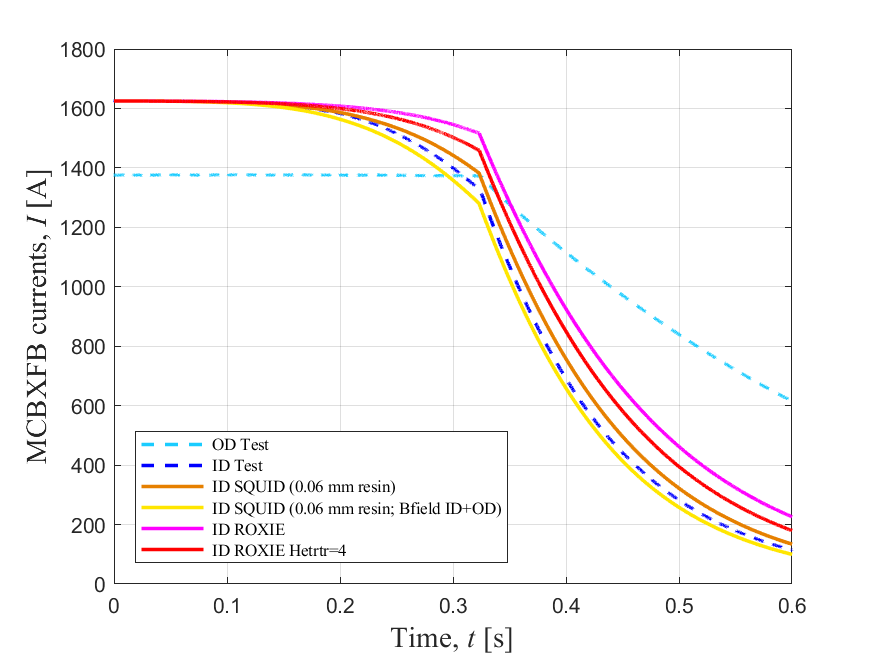 1800
1600
1400
1200
1000
800
600
400
200
0
MCBXFB currents, I [A]
OD Test
ID Test
ID SQUID (0.06 mm resin)
ID SQUID (0.06 mm resin; Bfield ID+OD)
ID ROXIE
ID ROXIE Hetrtr=4
0 0.1 0.2 0.3 0.4 0.5 0.6
Time, t [s]